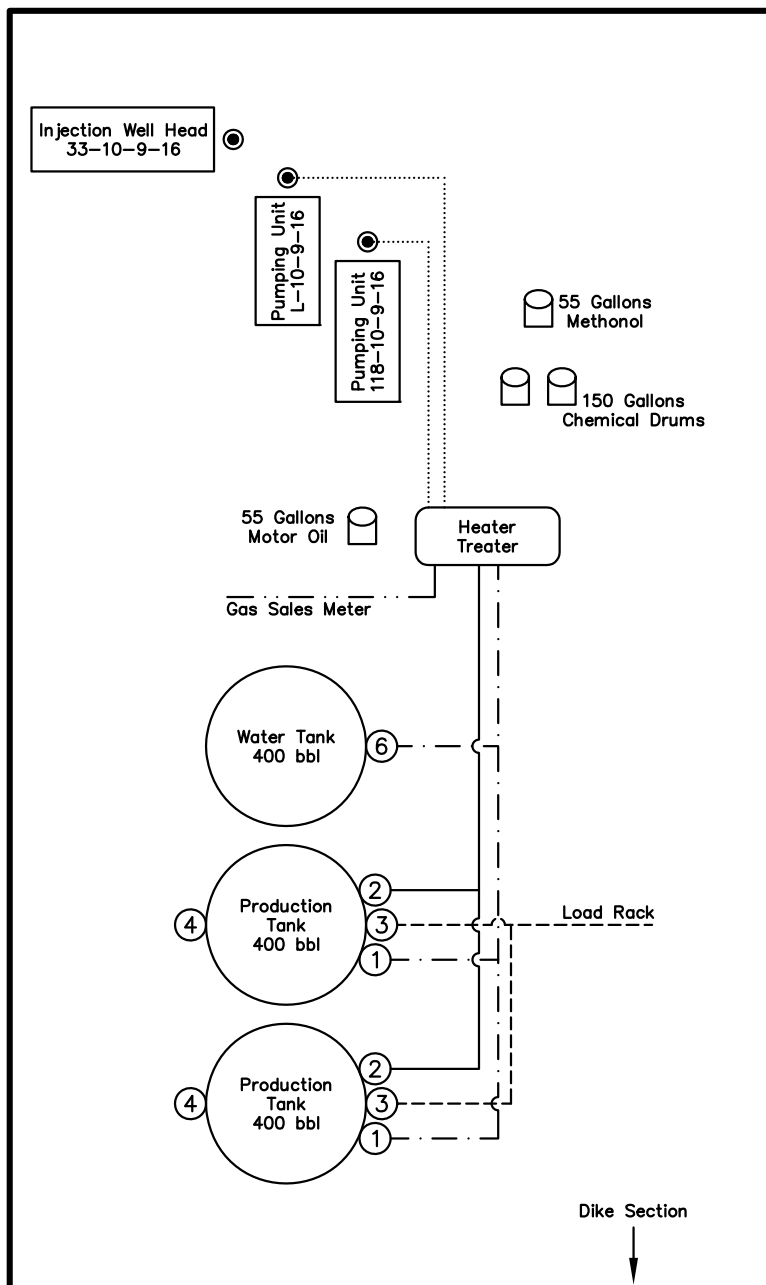 Injection Well Head
33-10-9-16
Pumping Unit
L-10-9-16
Pumping Unit
118-10-9-16
55 Gallons
Methonol
150 Gallons
Chemical Drums
55 Gallons
Motor Oil
Heater
Treater
Gas Sales Meter
Water Tank
400 bbl
6
Production
Tank
400 bbl
4
2
3
1
Load Rack
Production
Tank
400 bbl
4
2
3
1
Dike Section